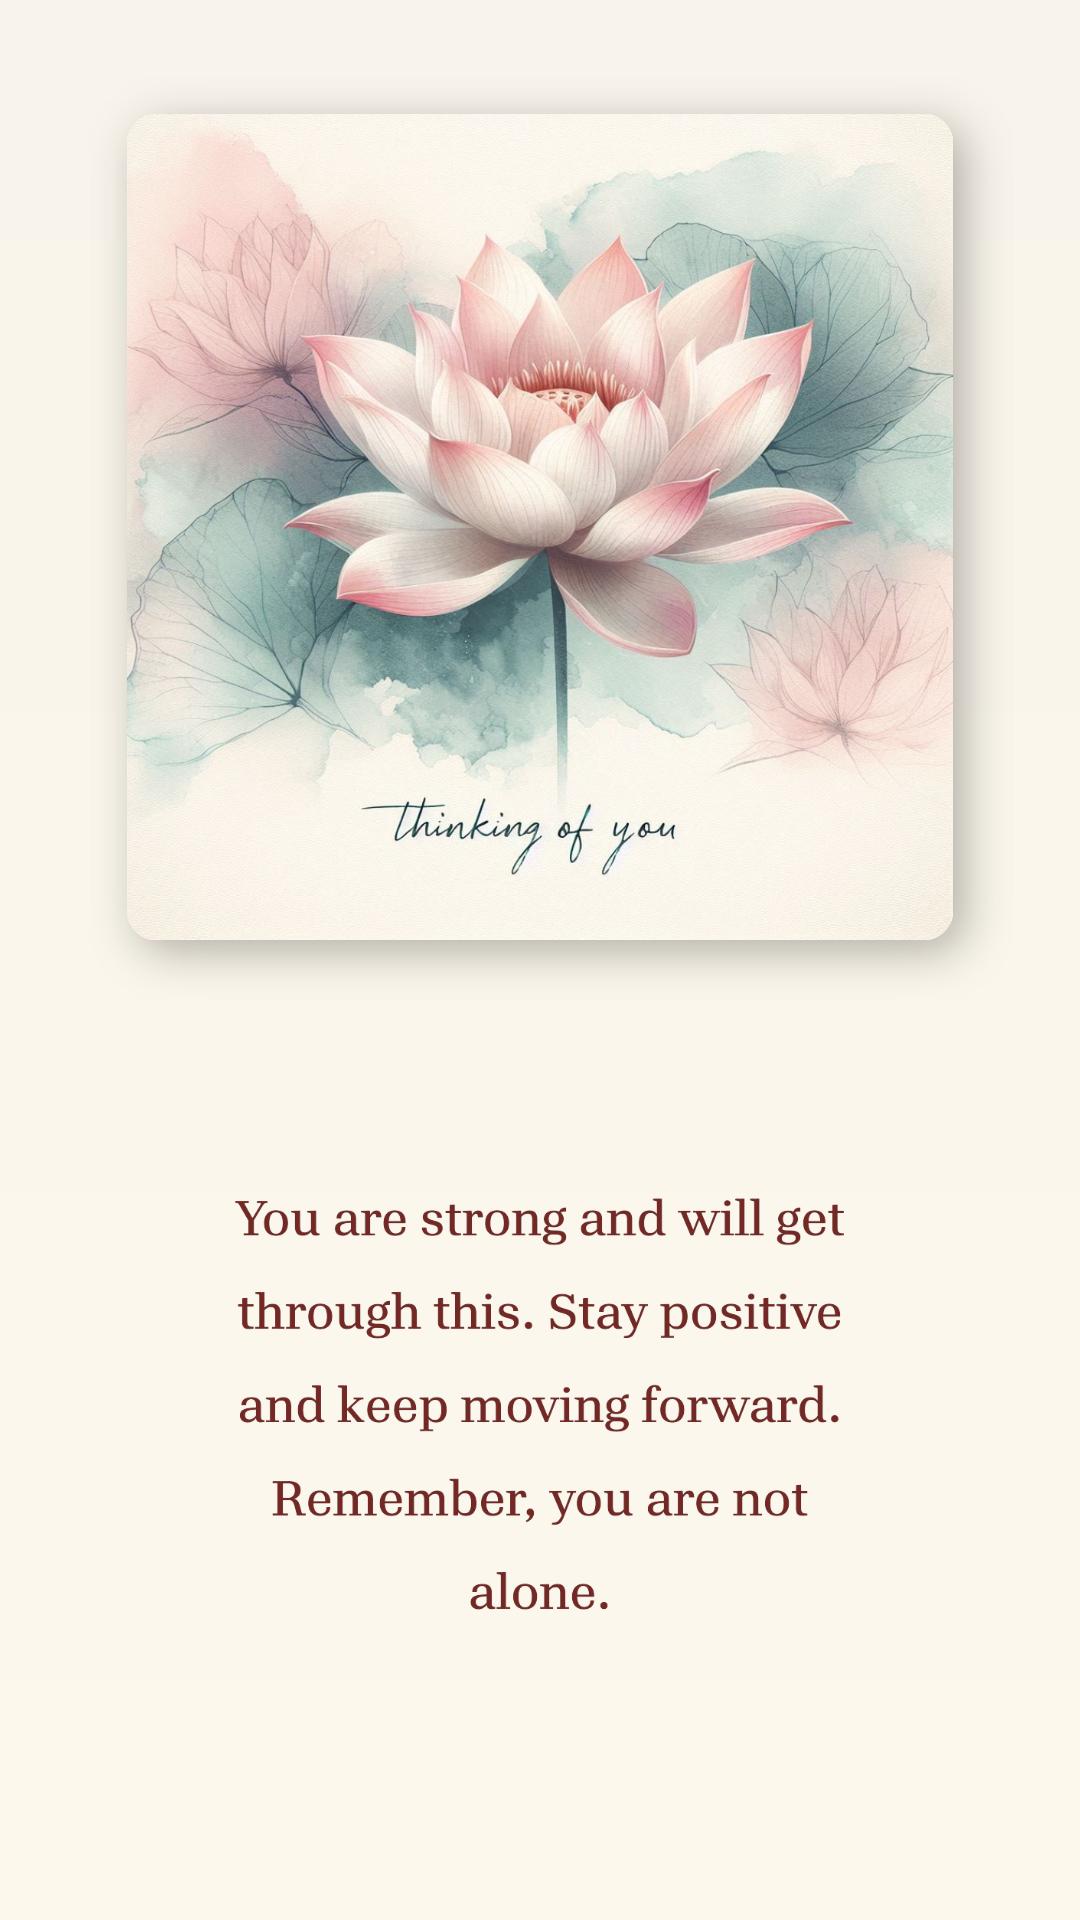 thinking of you
You are strong and will get
through this. Stay positive
and keep moving forward.
Remember, you are not
alone.